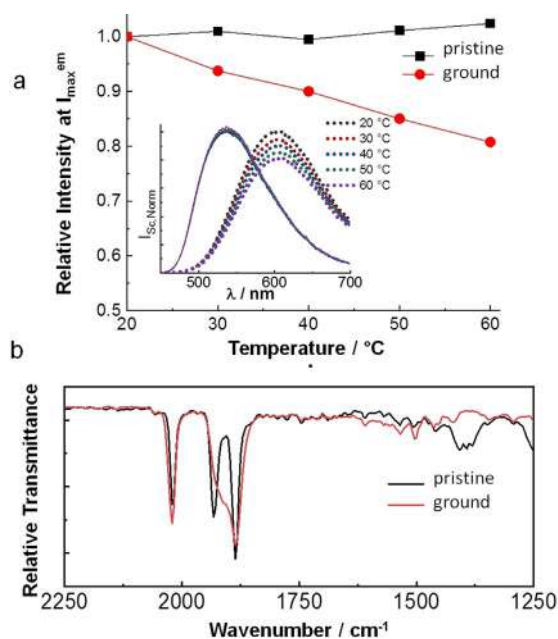 a
Relative Intensity at I_max^em
1.0
0.9
0.8
0.7
0.6
0.5
20
30
40
50
60
Temperature / °C
pristine
ground
20 °C
30 °C
40 °C
50 °C
60 °C
I_Sc,Norm
500
600
700
λ / nm
b
Relative Transmittance
pristine
ground
2250
2000
1750
1500
1250
Wavenumber / cm⁻¹